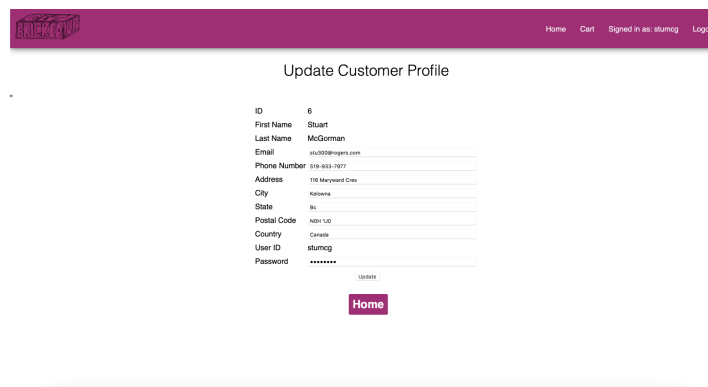 BRICKTOWN
Home Cart Signed in as: stumcg Logo
Update Customer Profile
ID 6
First Name Stuart
Last Name McGorman
Email stu300@rogers.com
Phone Number 519-933-7977
Address 116 Maryward Cres
City Kelowna
State Bc
Postal Code N0H 1J0
Country Canada
User ID stumcg
Password ••••••••
Update
Home